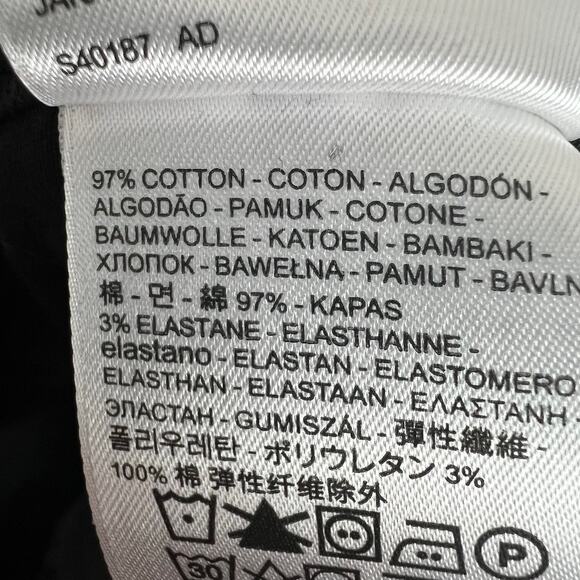 S40187 AD
97% COTTON - COTON - ALGODÓN -
ALGODÃO - PAMUK - COTONE -
BAUMWOLLE - KATOEN - BAMBAKI -
ХЛОПОК - BAWEŁNA - PAMUT - BAVLN
棉 - 면 - 綿 97% - KAPAS
3% ELASTANE - ELASTHANNE -
elastano - ELASTAN - ELASTOMERO
ELASTHAN - ELASTAAN - ΕΛΑΣΤΑΝΗ -
ЭЛАСТАН - GUMISZÁL - 彈性纖維 -
폴리우레탄 - ポリウレタン 3%
100% 棉 弹性纤维除外
P
30